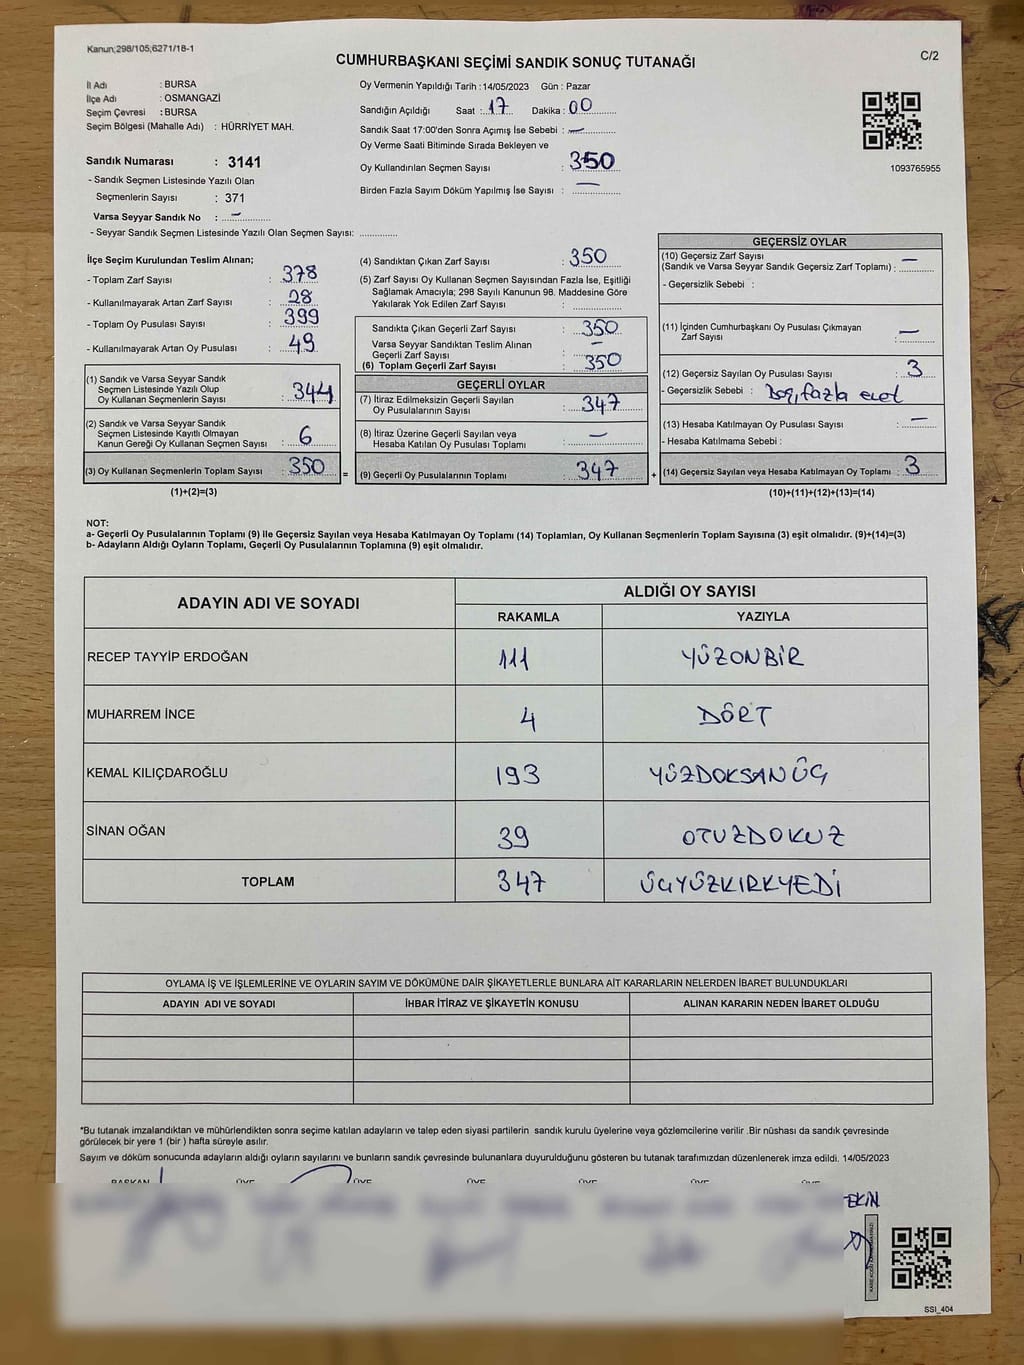 Kanun;298/105;6271/18-1
CUMHURBAŞKANI SEÇİMİ SANDIK SONUÇ TUTANAĞI
C/2
İl Adı : BURSA
İlçe Adı : OSMANGAZİ
Seçim Çevresi : BURSA
Seçim Bölgesi (Mahalle Adı) : HÜRRİYET MAH.
Sandık Numarası : 3141
- Sandık Seçmen Listesinde Yazılı Olan
Seçmenlerin Sayısı : 371
Varsa Seyyar Sandık No : –
- Seyyar Sandık Seçmen Listesinde Yazılı Olan Seçmen Sayısı: ..............
Oy Vermenin Yapıldığı Tarih :14/05/2023 Gün : Pazar
Sandığın Açıldığı Saat : 17 Dakika : 00
Sandık Saat 17:00'den Sonra Açımış İse Sebebi : —
Oy Verme Saati Bitiminde Sırada Bekleyen ve
Oy Kullandırılan Seçmen Sayısı : 350
Birden Fazla Sayım Döküm Yapılmış İse Sayısı : —
1093765955
İlçe Seçim Kurulundan Teslim Alınan;
- Toplam Zarf Sayısı : 378
- Kullanılmayarak Artan Zarf Sayısı : 28
- Toplam Oy Pusulası Sayısı : 399
- Kullanılmayarak Artan Oy Pusulası : 49
(1) Sandık ve Varsa Seyyar Sandık
Seçmen Listesinde Yazılı Olup
Oy Kullanan Seçmenlerin Sayısı : 344
(2) Sandık ve Varsa Seyyar Sandık
Seçmen Listesinde Kayıtlı Olmayan
Kanun Gereği Oy Kullanan Seçmen Sayısı : 6
(3) Oy Kullanan Seçmenlerin Toplam Sayısı : 350
(1)+(2)=(3)
=
(4) Sandıktan Çıkan Zarf Sayısı : 350
(5) Zarf Sayısı Oy Kullanan Seçmen Sayısından Fazla İse, Eşitliği
Sağlamak Amacıyla; 298 Sayılı Kanunun 98. Maddesine Göre
Yakılarak Yok Edilen Zarf Sayısı :
Sandıkta Çıkan Geçerli Zarf Sayısı : 350
Varsa Seyyar Sandıktan Teslim Alınan
Geçerli Zarf Sayısı : –
(6) Toplam Geçerli Zarf Sayısı : 350
GEÇERLİ OYLAR
(7) İtiraz Edilmeksizin Geçerli Sayılan
Oy Pusulalarının Sayısı : 347
(8) İtiraz Üzerine Geçerli Sayılan veya
Hesaba Katılan Oy Pusulaları Toplamı : —
(9) Geçerli Oy Pusulalarının Toplamı : 347
+
GEÇERSİZ OYLAR
(10) Geçersiz Zarf Sayısı
(Sandık ve Varsa Seyyar Sandık Geçersiz Zarf Toplamı) : —
- Geçersizlik Sebebi :
(11) İçinden Cumhurbaşkanı Oy Pusulası Çıkmayan
Zarf Sayısı : —
(12) Geçersiz Sayılan Oy Pusulası Sayısı : 3
- Geçersizlik Sebebi : Boş, fazla evet
(13) Hesaba Katılmayan Oy Pusulası Sayısı : —
- Hesaba Katılmama Sebebi :
(14) Geçersiz Sayılan veya Hesaba Katılmayan Oy Toplamı : 3
(10)+(11)+(12)+(13)=(14)
NOT:
a- Geçerli Oy Pusulalarının Toplamı (9) ile Geçersiz Sayılan veya Hesaba Katılmayan Oy Toplamı (14) Toplamları, Oy Kullanan Seçmenlerin Toplam Sayısına (3) eşit olmalıdır. (9)+(14)=(3)
b- Adayların Aldığı Oyların Toplamı, Geçerli Oy Pusulalarının Toplamına (9) eşit olmalıdır.
ADAYIN ADI VE SOYADI
ALDIĞI OY SAYISI
RAKAMLA YAZIYLA
RECEP TAYYİP ERDOĞAN 111 YÜZONBİR
MUHARREM İNCE 4 DÖRT
KEMAL KILIÇDAROĞLU 193 YÜZDOKSANÜÇ
SİNAN OĞAN 39 OTUZDOKUZ
TOPLAM 347 ÜÇYÜZKIRKYEDİ
OYLAMA İŞ VE İŞLEMLERİNE VE OYLARIN SAYIM VE DÖKÜMÜNE DAİR ŞİKAYETLERLE BUNLARA AİT KARARLARIN NELERDEN İBARET BULUNDUKLARI
ADAYIN ADI VE SOYADI İHBAR İTİRAZ VE ŞİKAYETİN KONUSU ALINAN KARARIN NEDEN İBARET OLDUĞU
*Bu tutanak imzalandıktan ve mühürlendikten sonra seçime katılan adayların ve talep eden siyasi partilerin sandık kurulu üyelerine veya gözlemcilerine verilir .Bir nüshası da sandık çevresinde
görülecek bir yere 1 (bir ) hafta süreyle asılır.
Sayım ve döküm sonucunda adayların aldığı oyların sayılarını ve bunların sandık çevresinde bulunanlara duyurulduğunu gösteren bu tutanak tarafımızdan düzenlenerek imza edildi. 14/05/2023
BAŞKAN ÜYE ÜYE ÜYE ÜYE ÜYE
EKİN
SSI_404